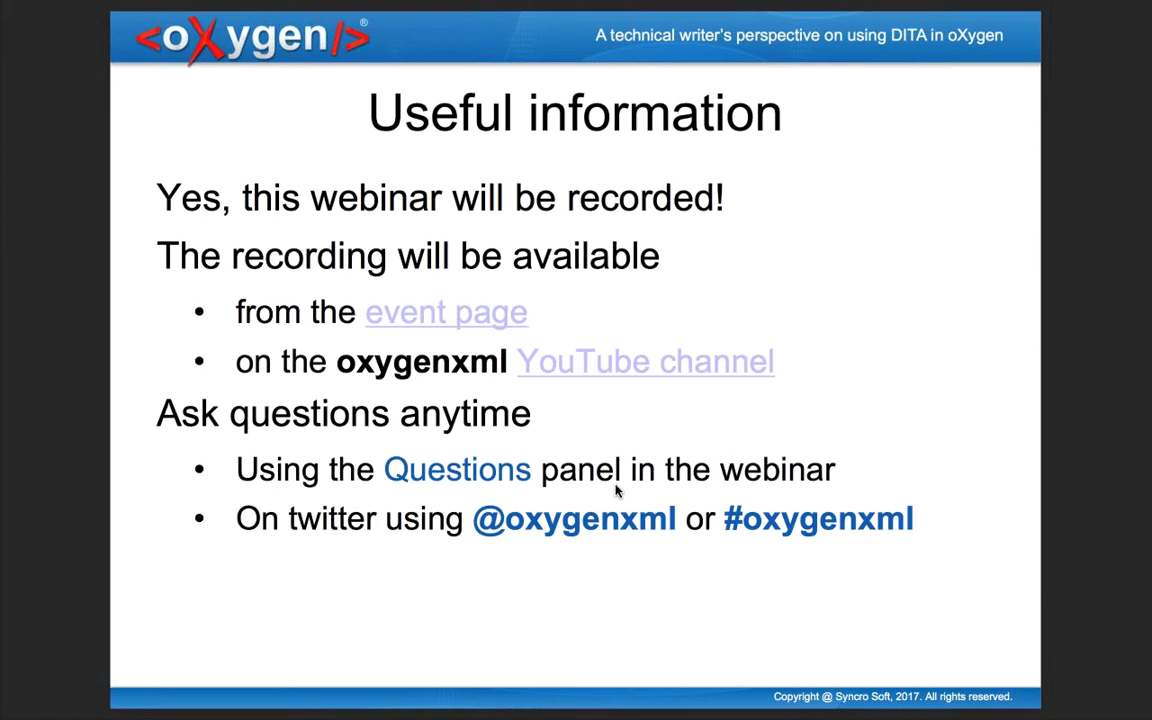 <oXygen/>®
A technical writer's perspective on using DITA in oXygen
Useful information
Yes, this webinar will be recorded!
The recording will be available
• from the event page
• on the oxygenxml YouTube channel
Ask questions anytime
• Using the Questions panel in the webinar
• On twitter using @oxygenxml or #oxygenxml
Copyright @ Syncro Soft, 2017. All rights reserved.